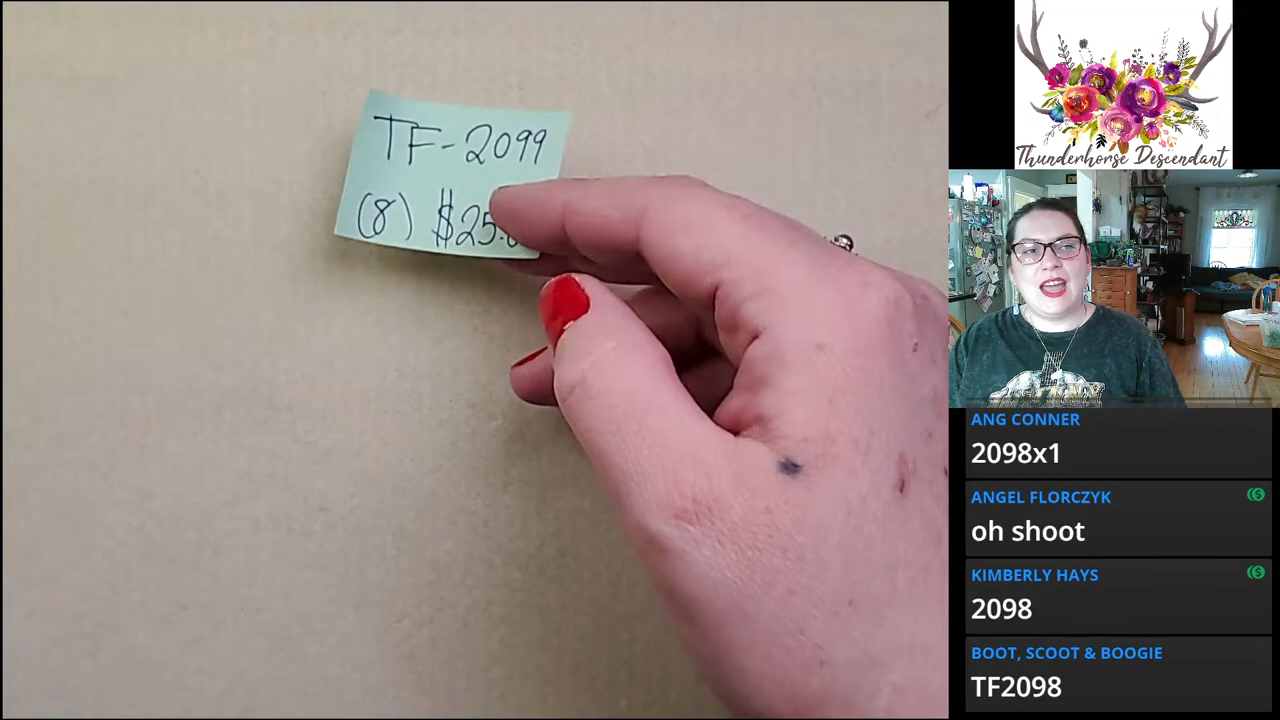 TF-2099
(8) $25.
Thunderhorse Descendant
ANG CONNER
2098x1
ANGEL FLORCZYK
oh shoot
KIMBERLY HAYS
2098
BOOT, SCOOT & BOOGIE
TF2098